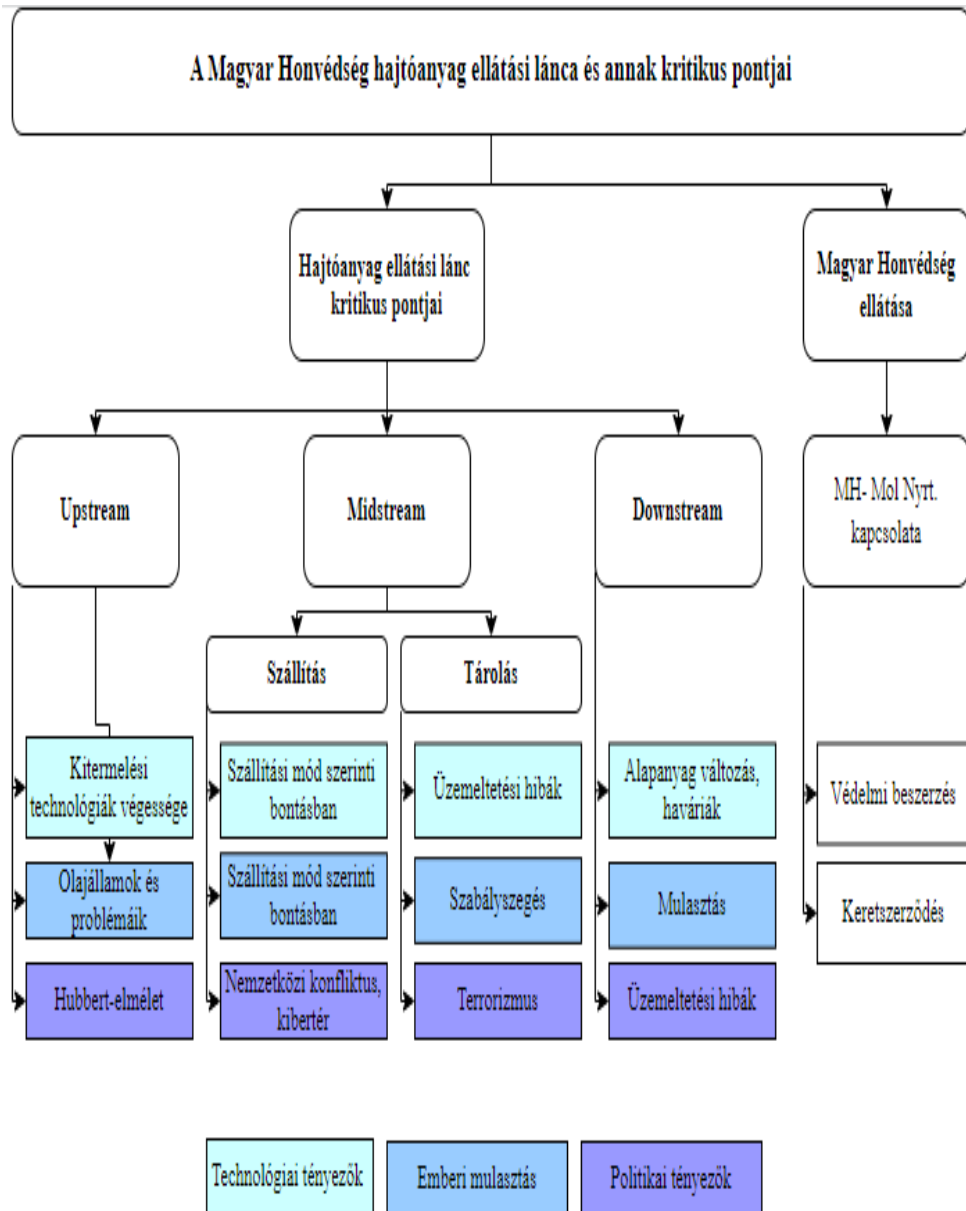 A Magyar Honvédség hajtóanyag ellátási lánca és annak kritikus pontjai
Hajtóanyag ellátási lánc
kritikus pontjai
Magyar Honvédség
ellátása
Upstream
Midstream
Downstream
MH- Mol Nyrt.
kapcsolata
Szállítás
Tárolás
Kitermelési
technológiák végessége
Szállítási mód szerinti
bontásban
Üzemeltetési hibák
Alapanyag változás,
haváriák
Védelmi beszerzés
Olajállamok és
problémáik
Szállítási mód szerinti
bontásban
Szabályszegés
Mulasztás
Keretszerződés
Hubbert-elmélet
Nemzetközi konfliktus,
kibertér
Terrorizmus
Üzemeltetési hibák
Technológiai tényezők
Emberi mulasztás
Politikai tényezők